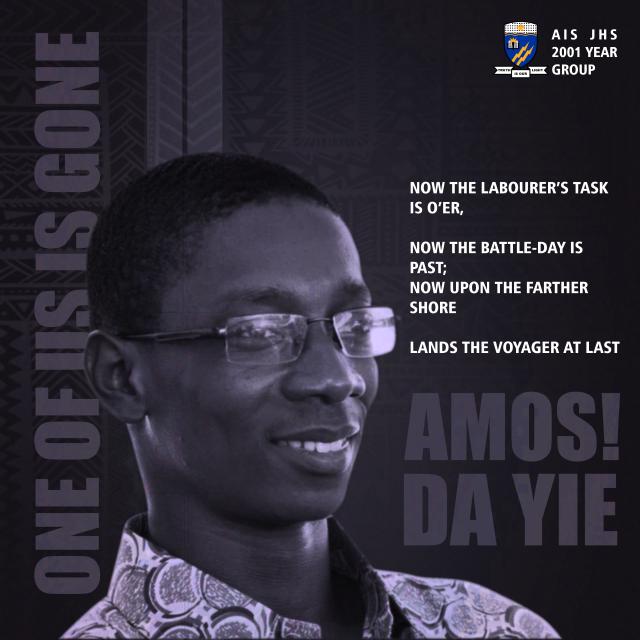 AIS JHS
2001 YEAR
GROUP
ONE OF US IS GONE
NOW THE LABOURER'S TASK
IS O'ER,
NOW THE BATTLE-DAY IS
PAST;
NOW UPON THE FARTHER
SHORE
LANDS THE VOYAGER AT LAST
AMOS!
DA YIE